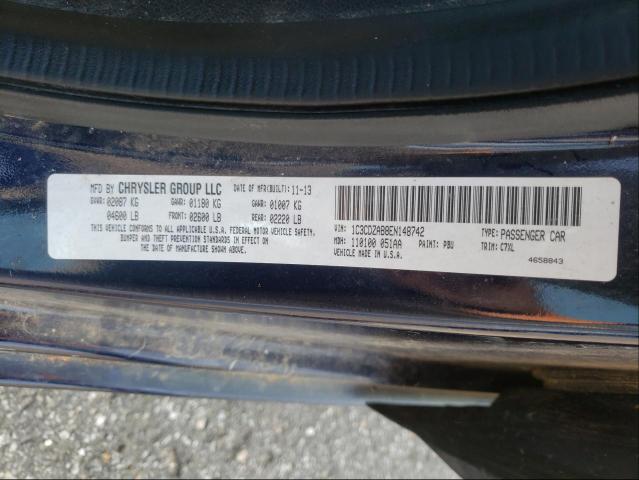 MFD BY CHRYSLER GROUP LLC DATE OF MFR(BUILT): 11-13
GVWR: 02087 KG GAWR: 01180 KG GAWR: 01007 KG
04600 LB FRONT: 02600 LB REAR: 02220 LB
THIS VEHICLE CONFORMS TO ALL APPLICABLE U.S.A. FEDERAL MOTOR VEHICLE SAFETY,
BUMPER AND THEFT PREVENTION STANDARDS IN EFFECT ON
THE DATE OF MANUFACTURE SHOWN ABOVE.
VIN: 1C3CDZAB8EN148742 TYPE: PASSENGER CAR
MDH: 110100 051AA PAINT: PBU TRIM: C7XL
VEHICLE MADE IN U.S.A.
4658843